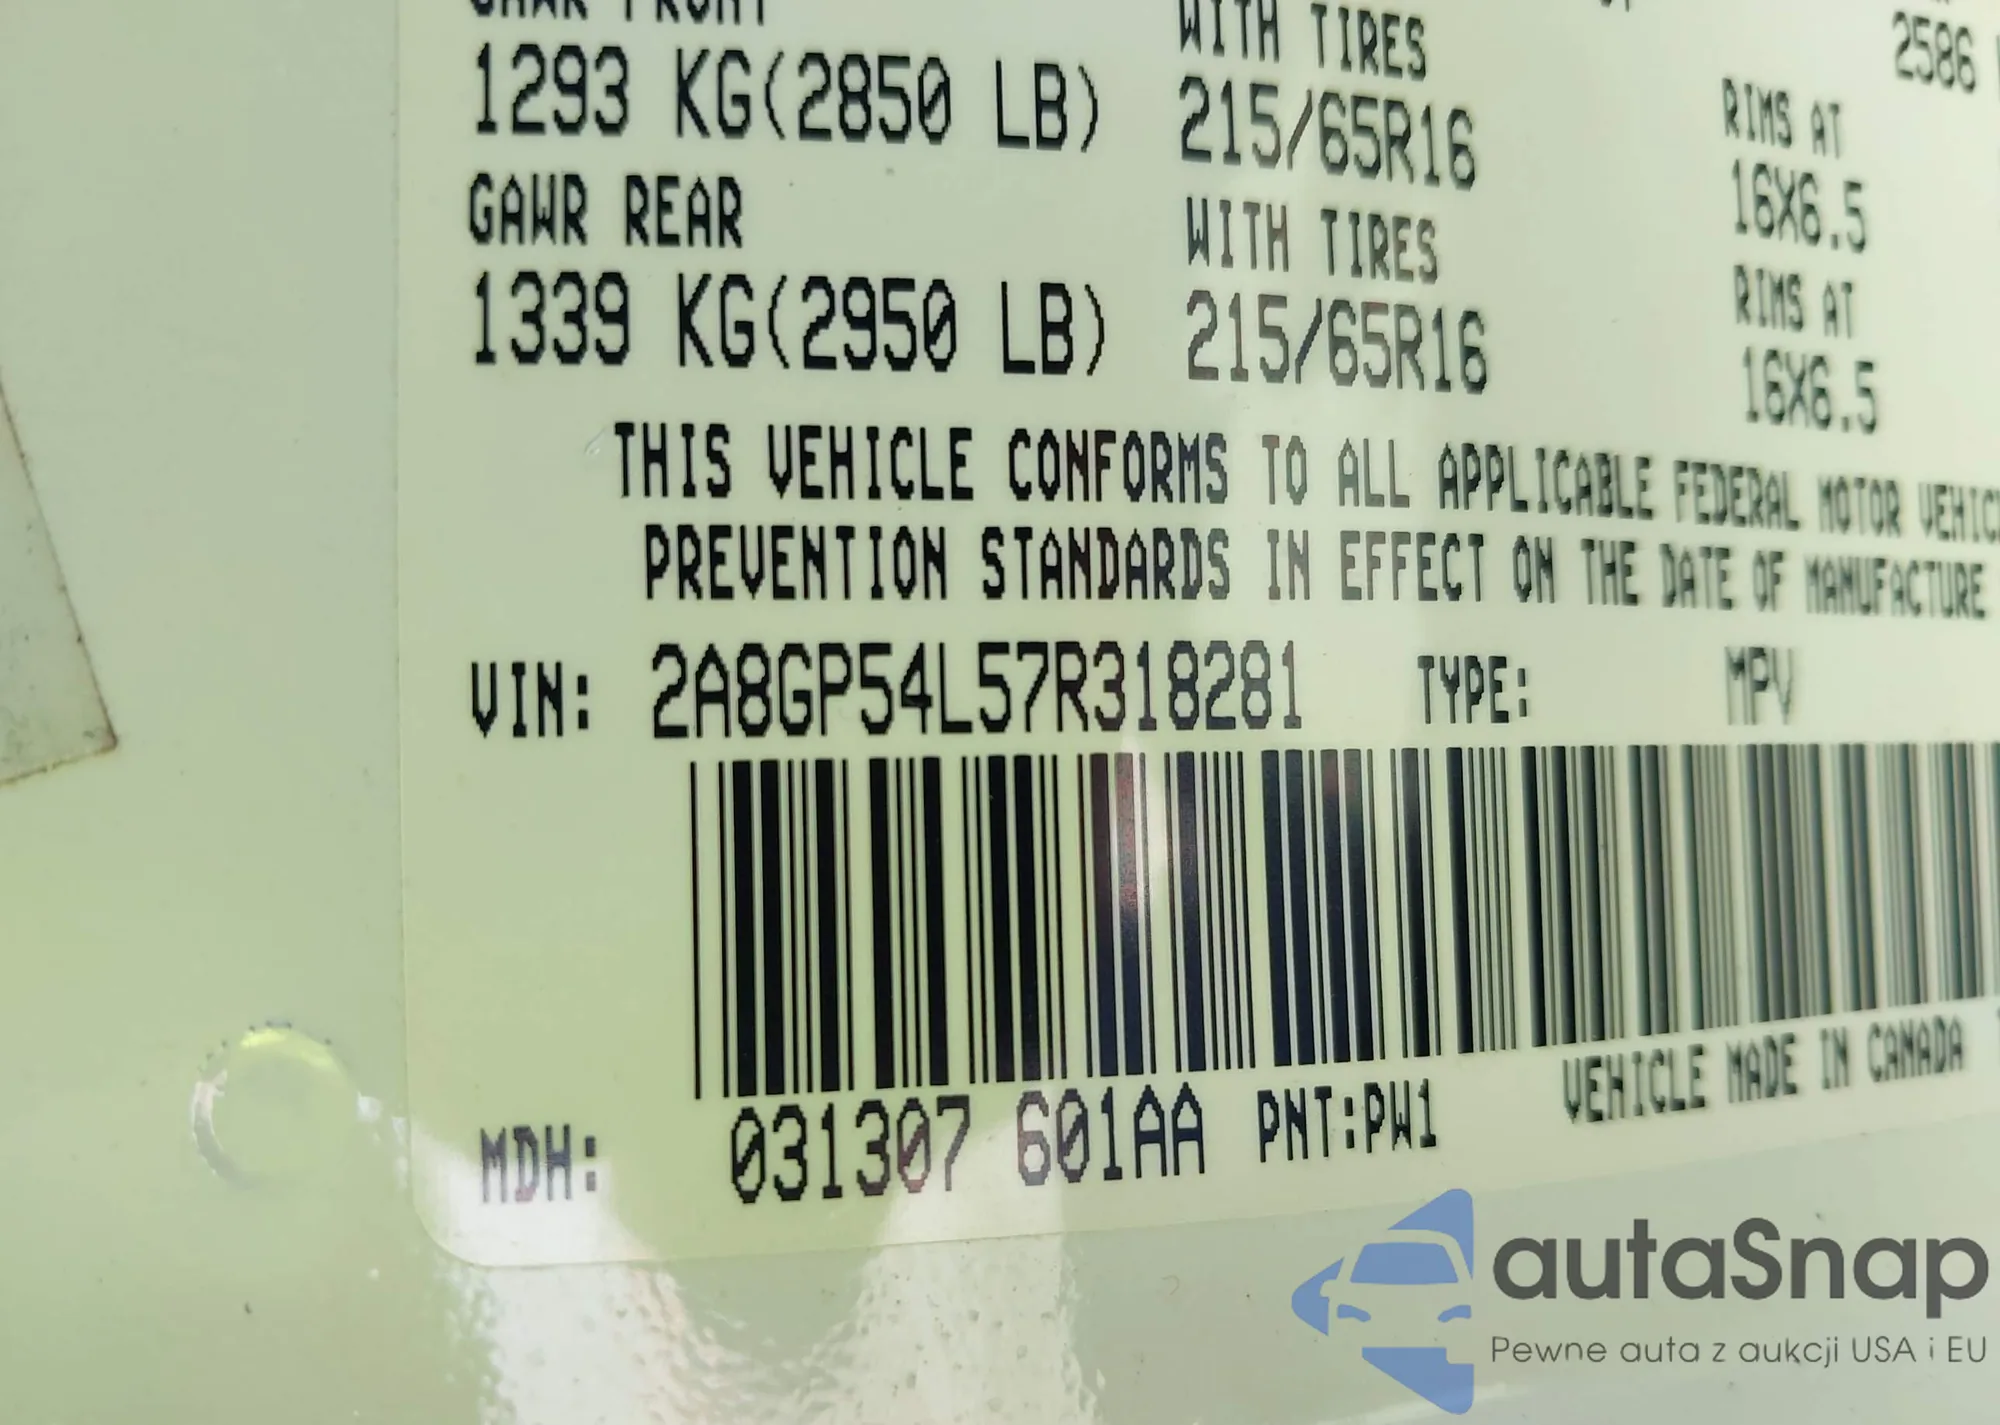 GAWR FRONT WITH TIRES 2586
1293 KG(2850 LB) 215/65R16 RIMS AT
16X6.5
GAWR REAR WITH TIRES
RIMS AT
1339 KG(2950 LB) 215/65R16 16X6.5
THIS VEHICLE CONFORMS TO ALL APPLICABLE FEDERAL MOTOR
PREVENTION STANDARDS IN EFFECT ON THE DATE OF MANUFACTURE
VIN: 2A8GP54L57R318281 TYPE: MPV
MDH: 031307 601AA PNT:PW1 VEHICLE MADE IN CANADA
autaSnap
Pewne auta z aukcji USA i EU